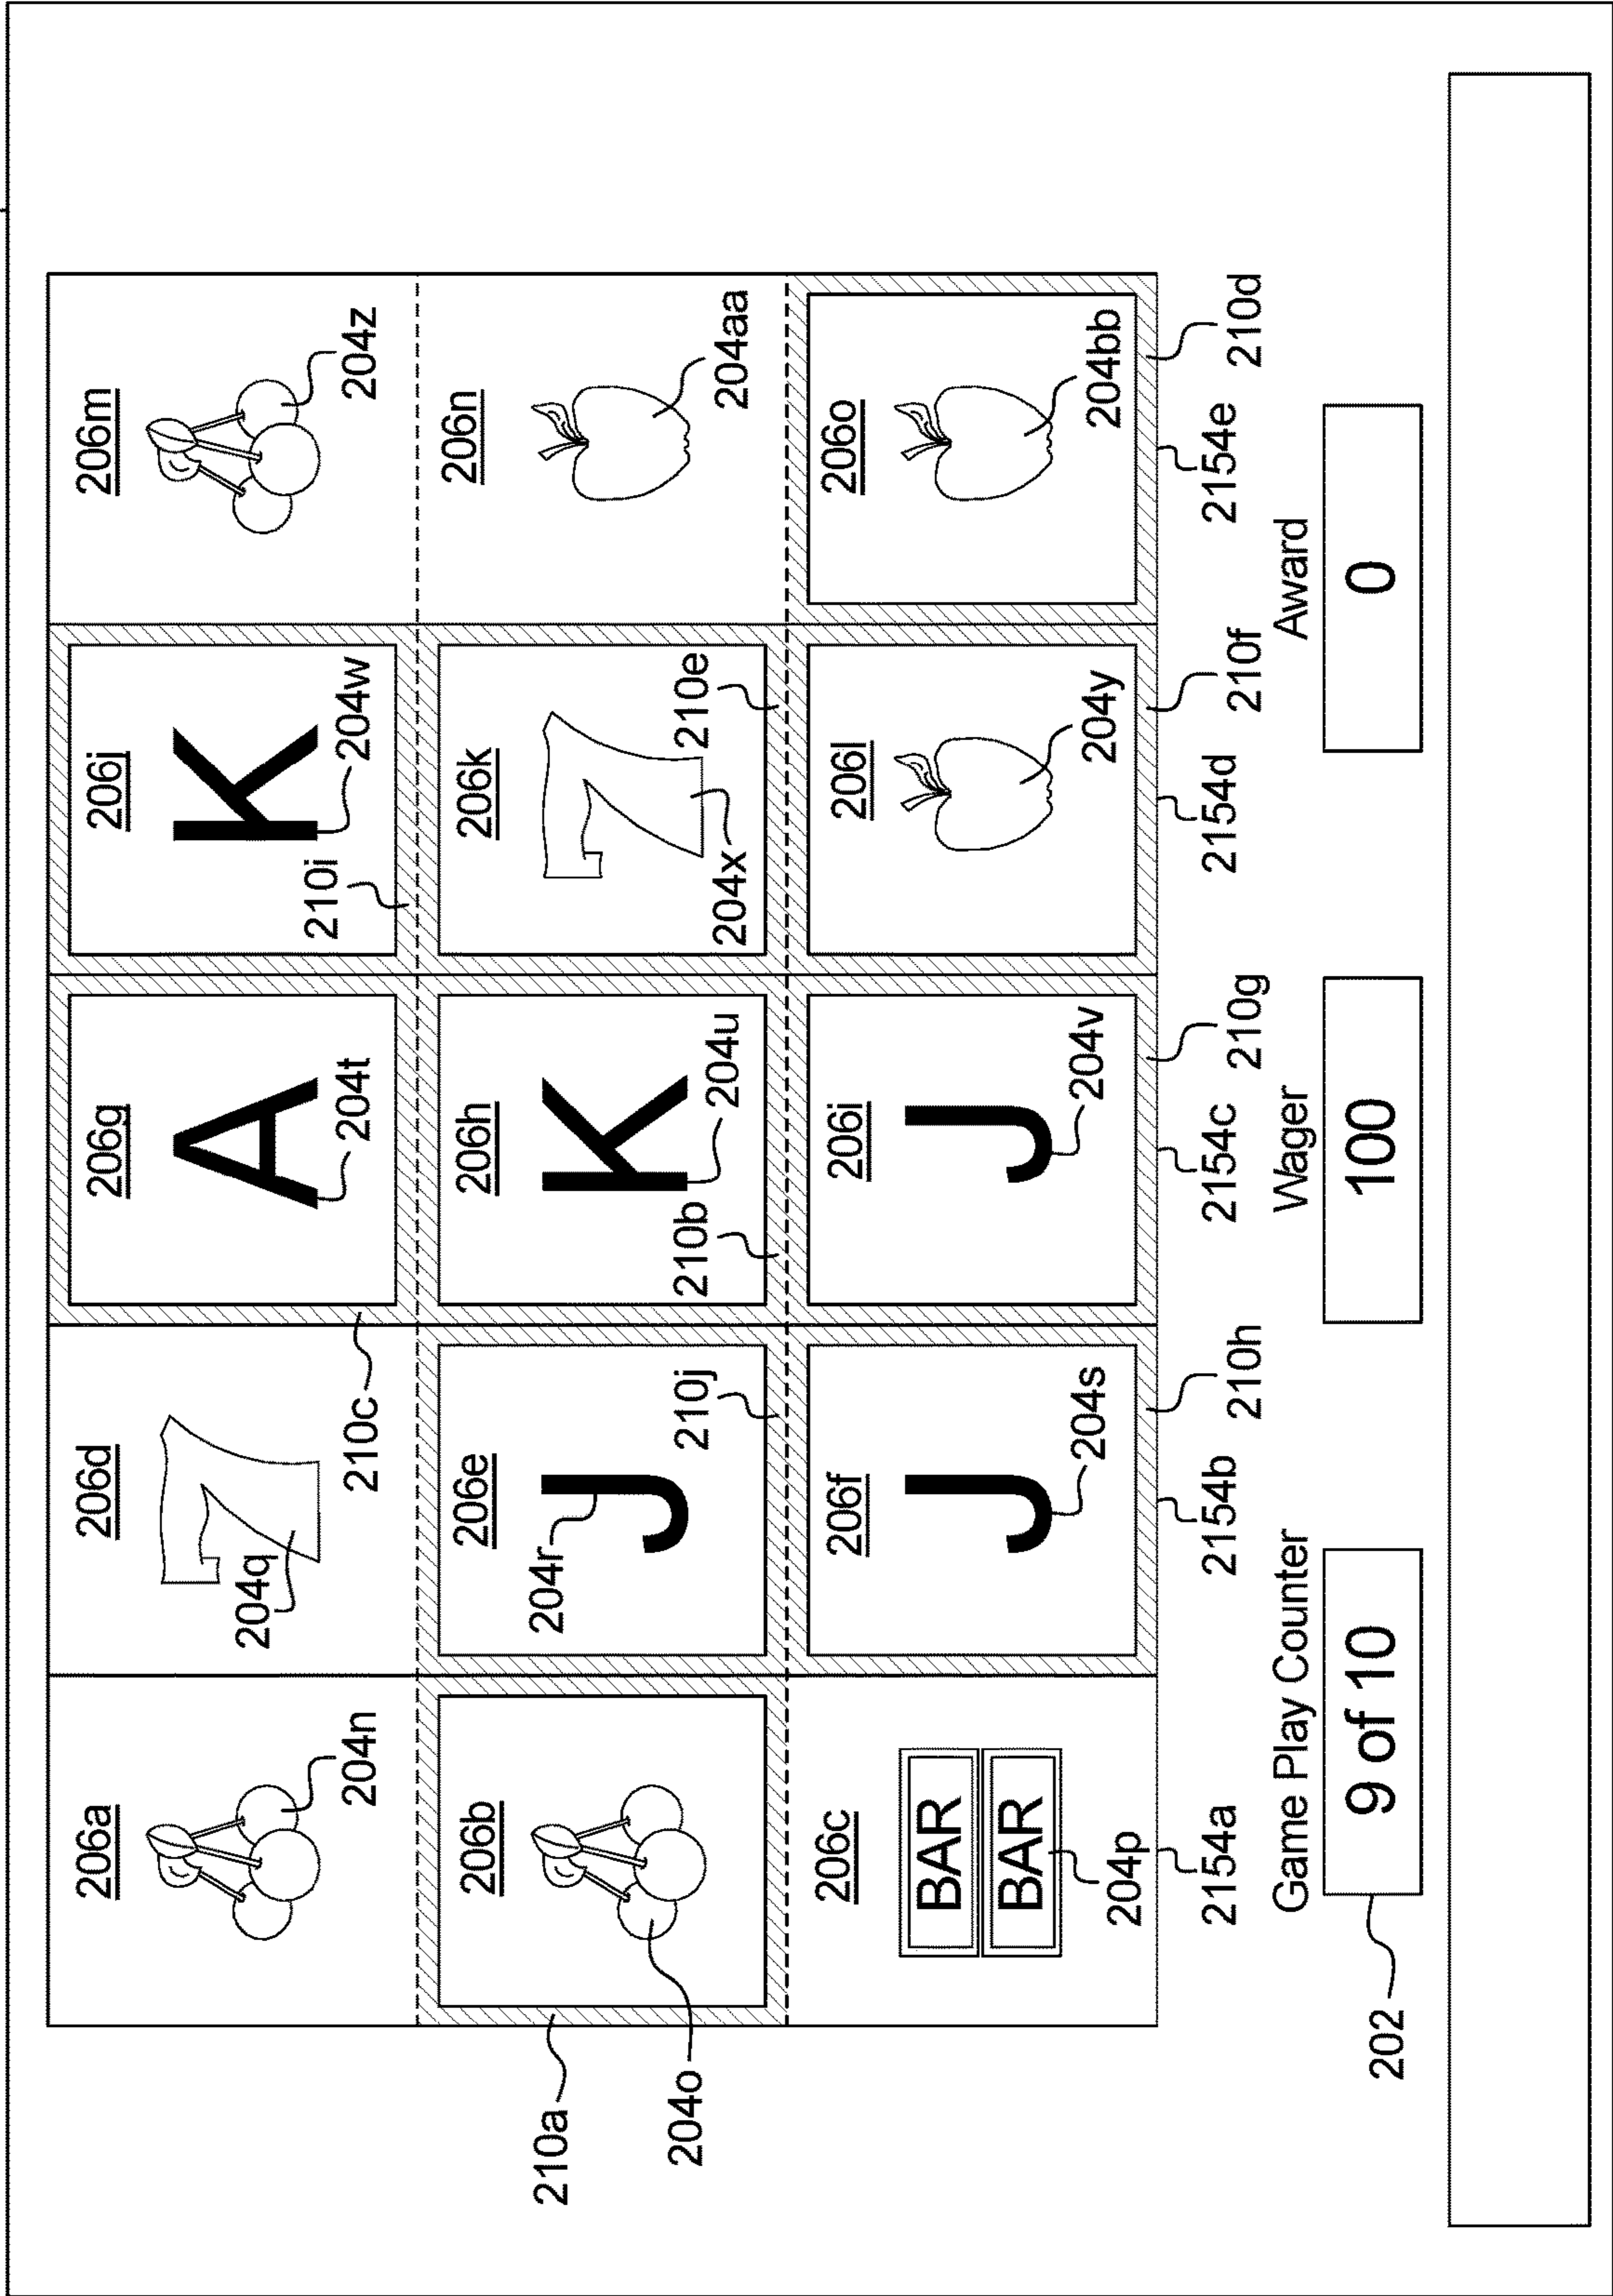 206a 206d 206g 206j 206m
A K
204n 204q 204t 204w 204z
210c 210i
206b 206e 206h 206k 206n
210a
J K 7
204o 204r 204u 204x 204aa
210j 210b 210e
206c 206f 206i 206l 206o
BAR J J
BAR
204p 204s 204v 204y 204bb
2154a 2154b 2154c 2154d 2154e
210h 210g 210f 210d
Game Play Counter Wager Award
202 9 of 10 100 0
7